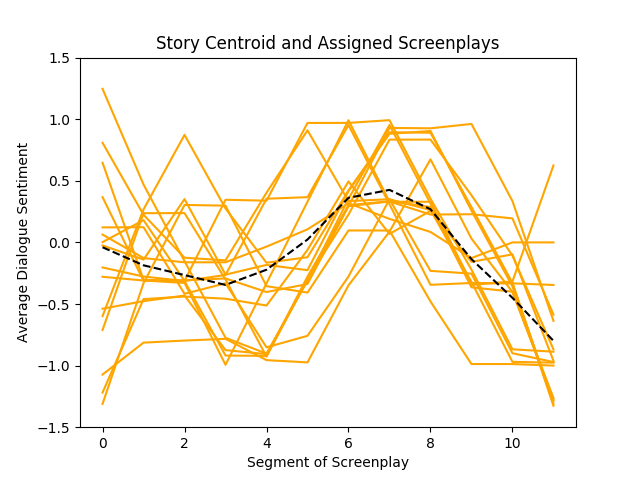 Story Centroid and Assigned Screenplays
Average Dialogue Sentiment
1.5
1.0
0.5
0.0
−0.5
−1.0
−1.5
0 2 4 6 8 10
Segment of Screenplay